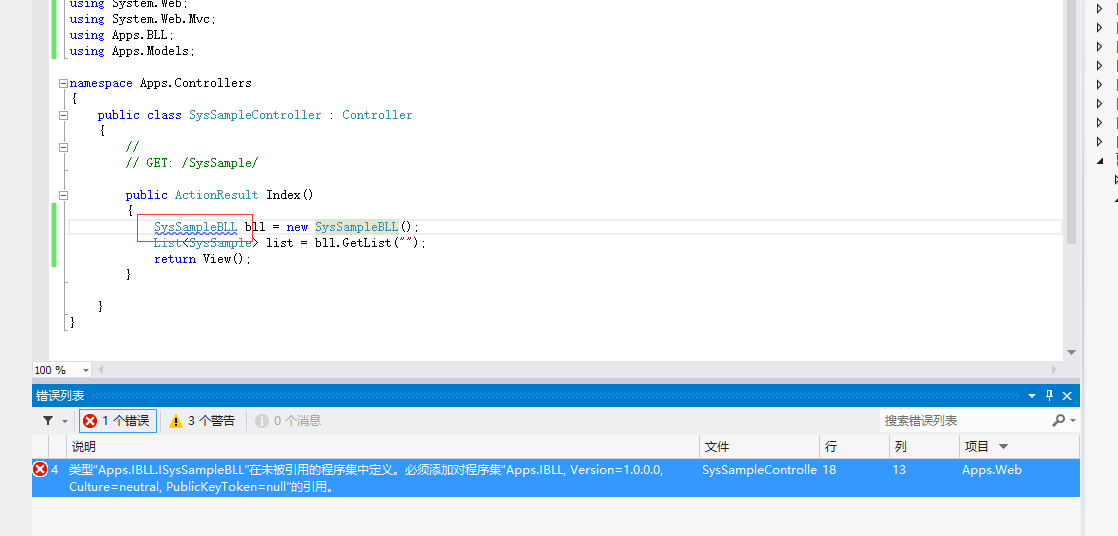 using System.Web;
using System.Web.Mvc;
using Apps.BLL;
using Apps.Models;
namespace Apps.Controllers
{
public class SysSampleController : Controller
{
//
// GET: /SysSample/
public ActionResult Index()
{
SysSampleBLL bll = new SysSampleBLL();
List<SysSample> list = bll.GetList("");
return View();
}
}
}
100 %
错误列表
1 个错误 3 个警告 0 个消息 搜索错误列表
说明 文件 行 列 项目
4 类型“Apps.IBLL.ISysSampleBLL”在未被引用的程序集中定义。必须添加对程序集“Apps.IBLL, Version=1.0.0.0, SysSampleControlle 18 13 Apps.Web
Culture=neutral, PublicKeyToken=null”的引用。